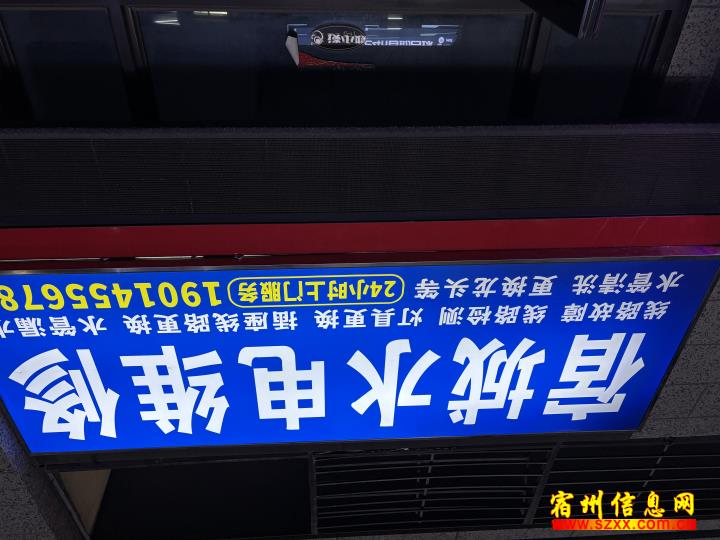 宿城水电维修
线路故障 线路检测 灯具更换 插座线路更换 水管漏水
水管清洗 更换龙头等 24小时上门服务 1901455678
宿州信息网
www.szxx.com.cn